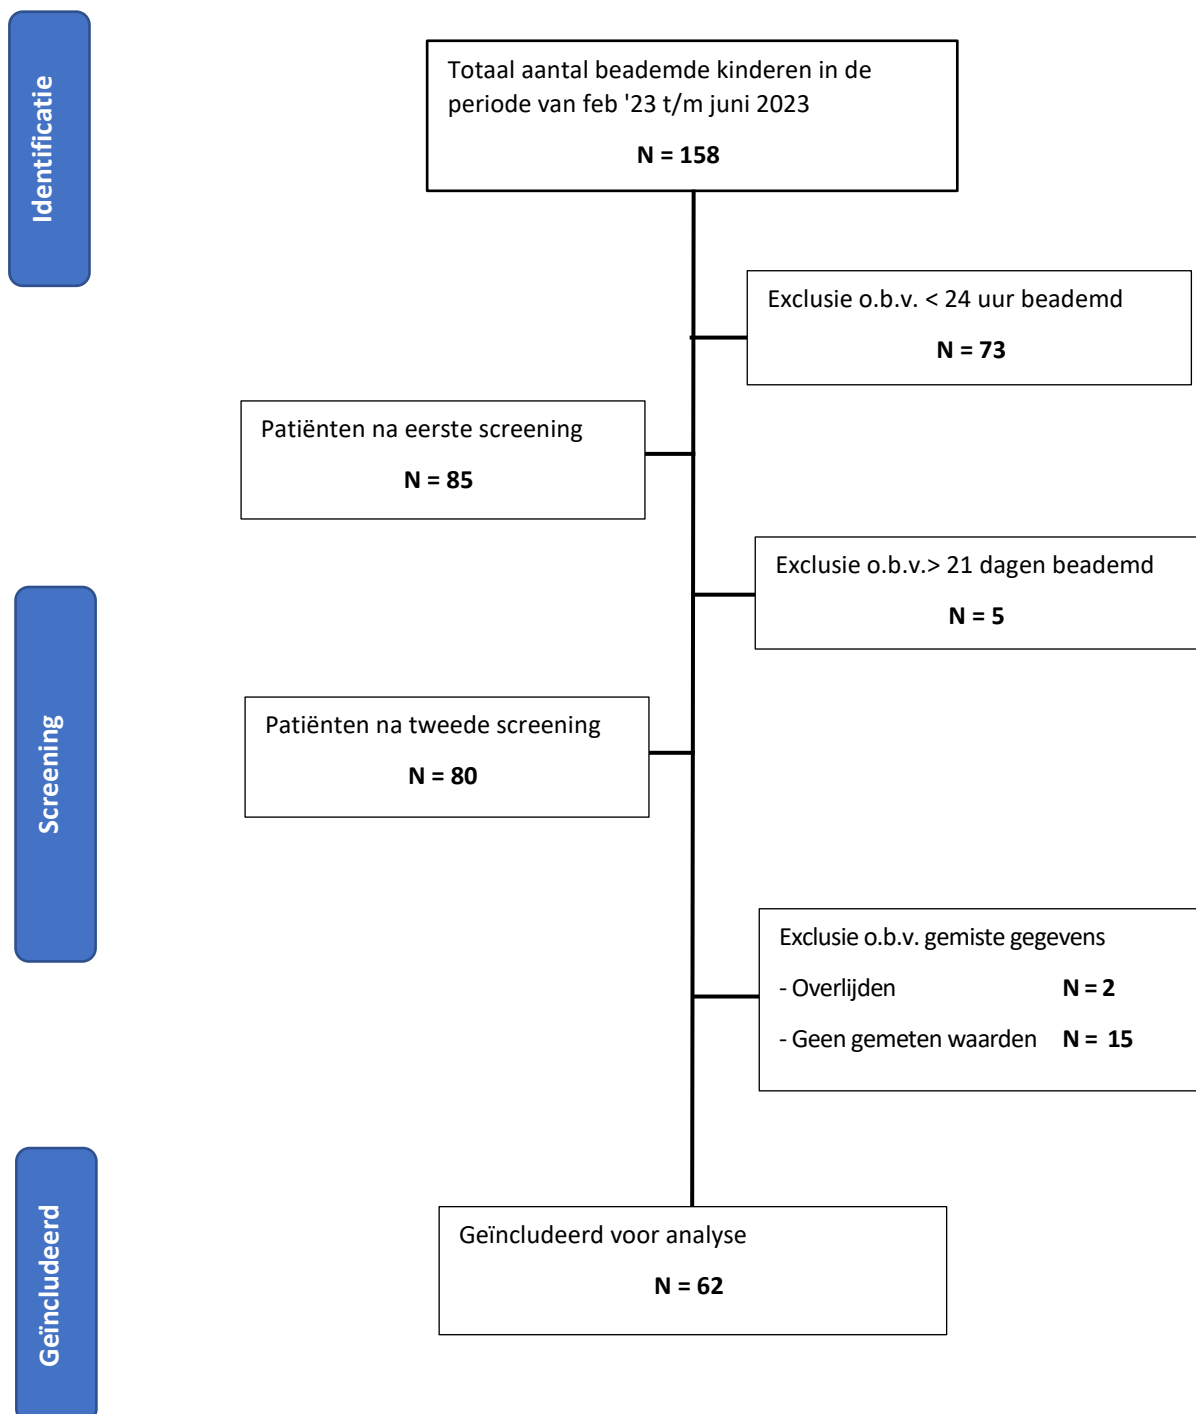 Identificatie
Totaal aantal beademde kinderen in de
periode van feb '23 t/m juni 2023
N = 158
Exclusie o.b.v. < 24 uur beademd
N = 73
Patiënten na eerste screening
N = 85
Exclusie o.b.v.> 21 dagen beademd
N = 5
Screening
Patiënten na tweede screening
N = 80
Exclusie o.b.v. gemiste gegevens
- Overlijden N = 2
- Geen gemeten waarden N = 15
Geïncludeerd
Geïncludeerd voor analyse
N = 62